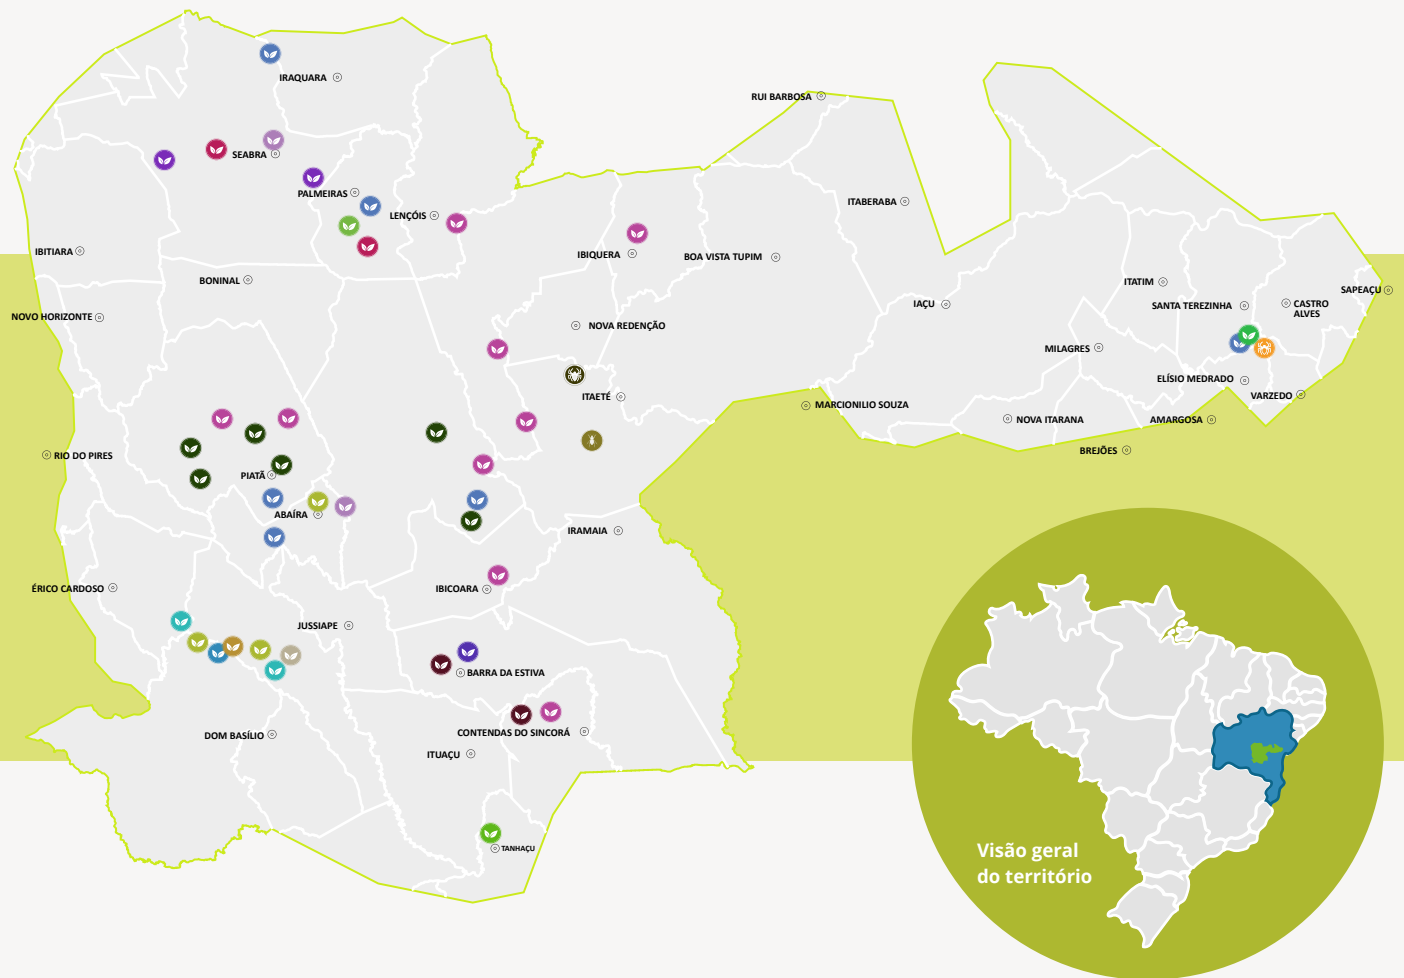 IRAQUARA
RUI BARBOSA
SEABRA
PALMEIRAS
ITABERABA
LENÇÓIS
IBITIARA
IBIQUERA
BOA VISTA TUPIM
BONINAL
ITATIM
SAPEAÇU
IAÇU
SANTA TEREZINHA
CASTRO
ALVES
NOVO HORIZONTE
NOVA REDENÇÃO
MILAGRES
ELÍSIO MEDRADO
ITAETÉ
VARZEDO
MARCIONILIO SOUZA
NOVA ITARANA
AMARGOSA
BREJÕES
RIO DO PIRES
PIATÃ
ABAÍRA
IRAMAIA
ÉRICO CARDOSO
IBICOARA
JUSSIAPE
BARRA DA ESTIVA
DOM BASÍLIO
CONTENDAS DO SINCORÁ
ITUAÇU
TANHAÇU
Visão geral
do território